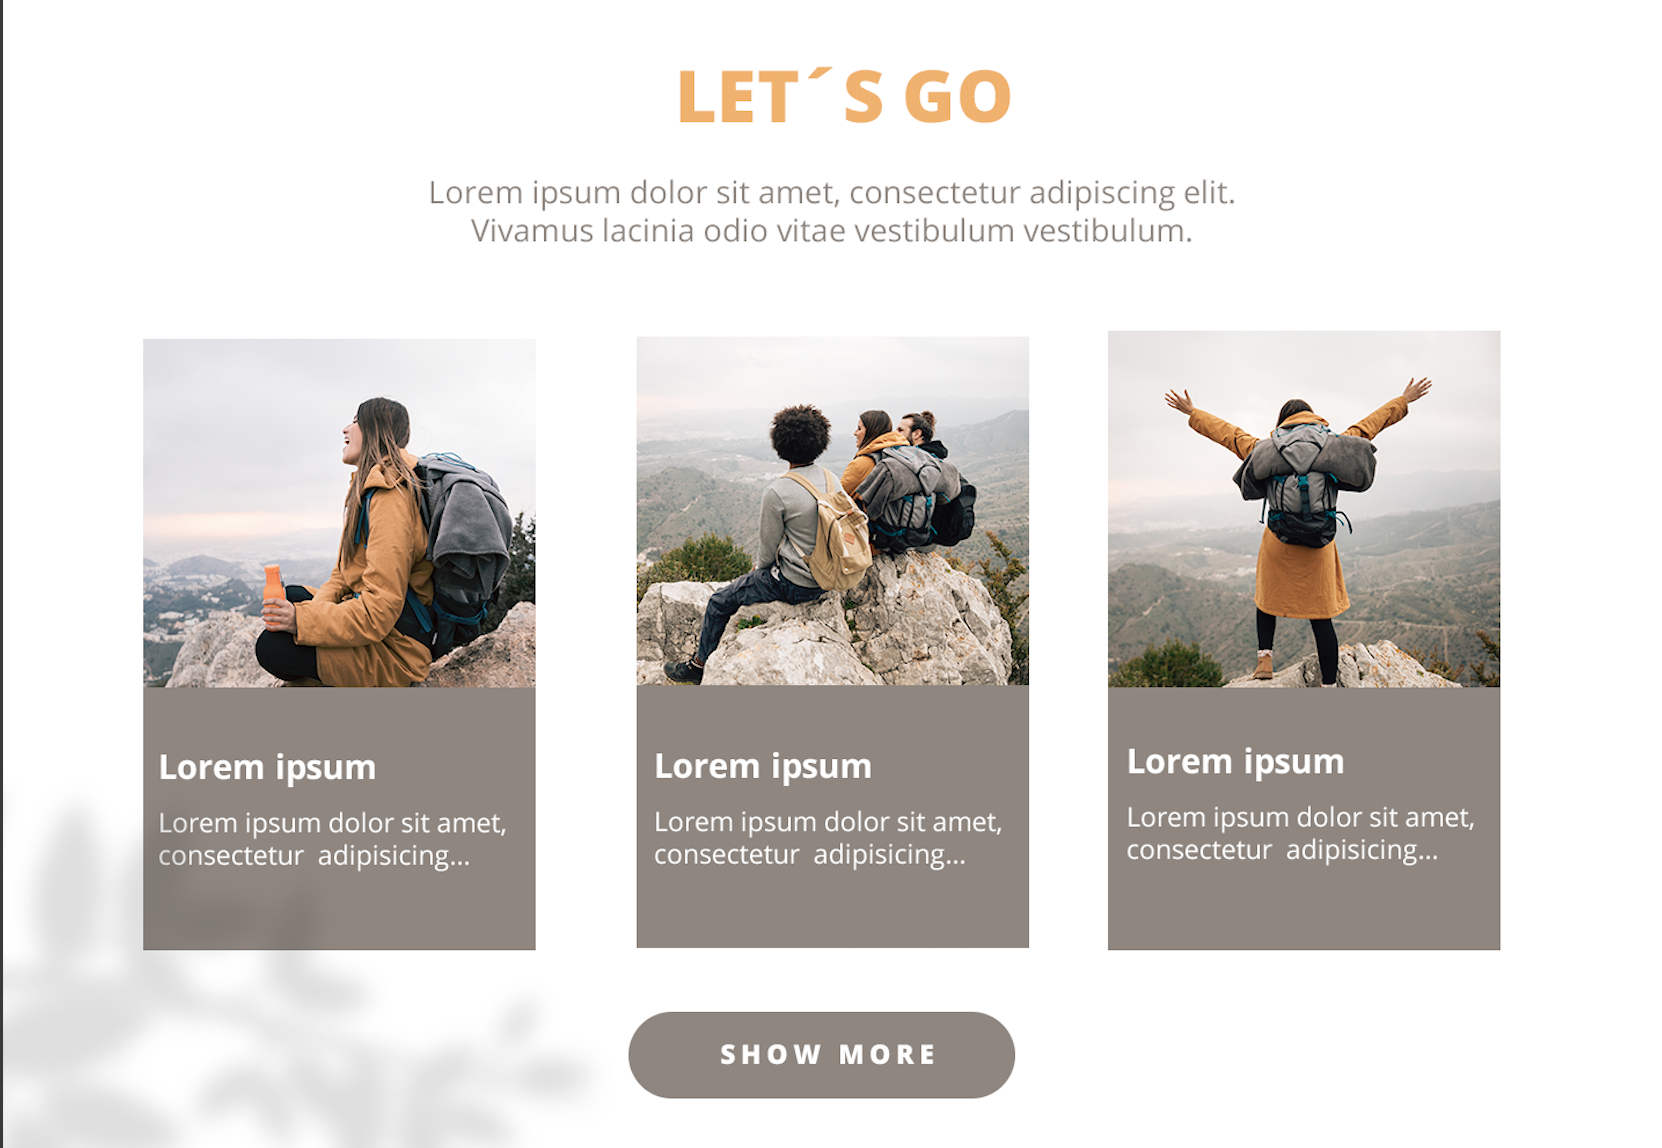 LET´S GO
Lorem ipsum dolor sit amet, consectetur adipiscing elit.
Vivamus lacinia odio vitae vestibulum vestibulum.
Lorem ipsum
Lorem ipsum dolor sit amet,
consectetur  adipisicing...
Lorem ipsum
Lorem ipsum dolor sit amet,
consectetur  adipisicing...
Lorem ipsum
Lorem ipsum dolor sit amet,
consectetur  adipisicing...
SHOW MORE